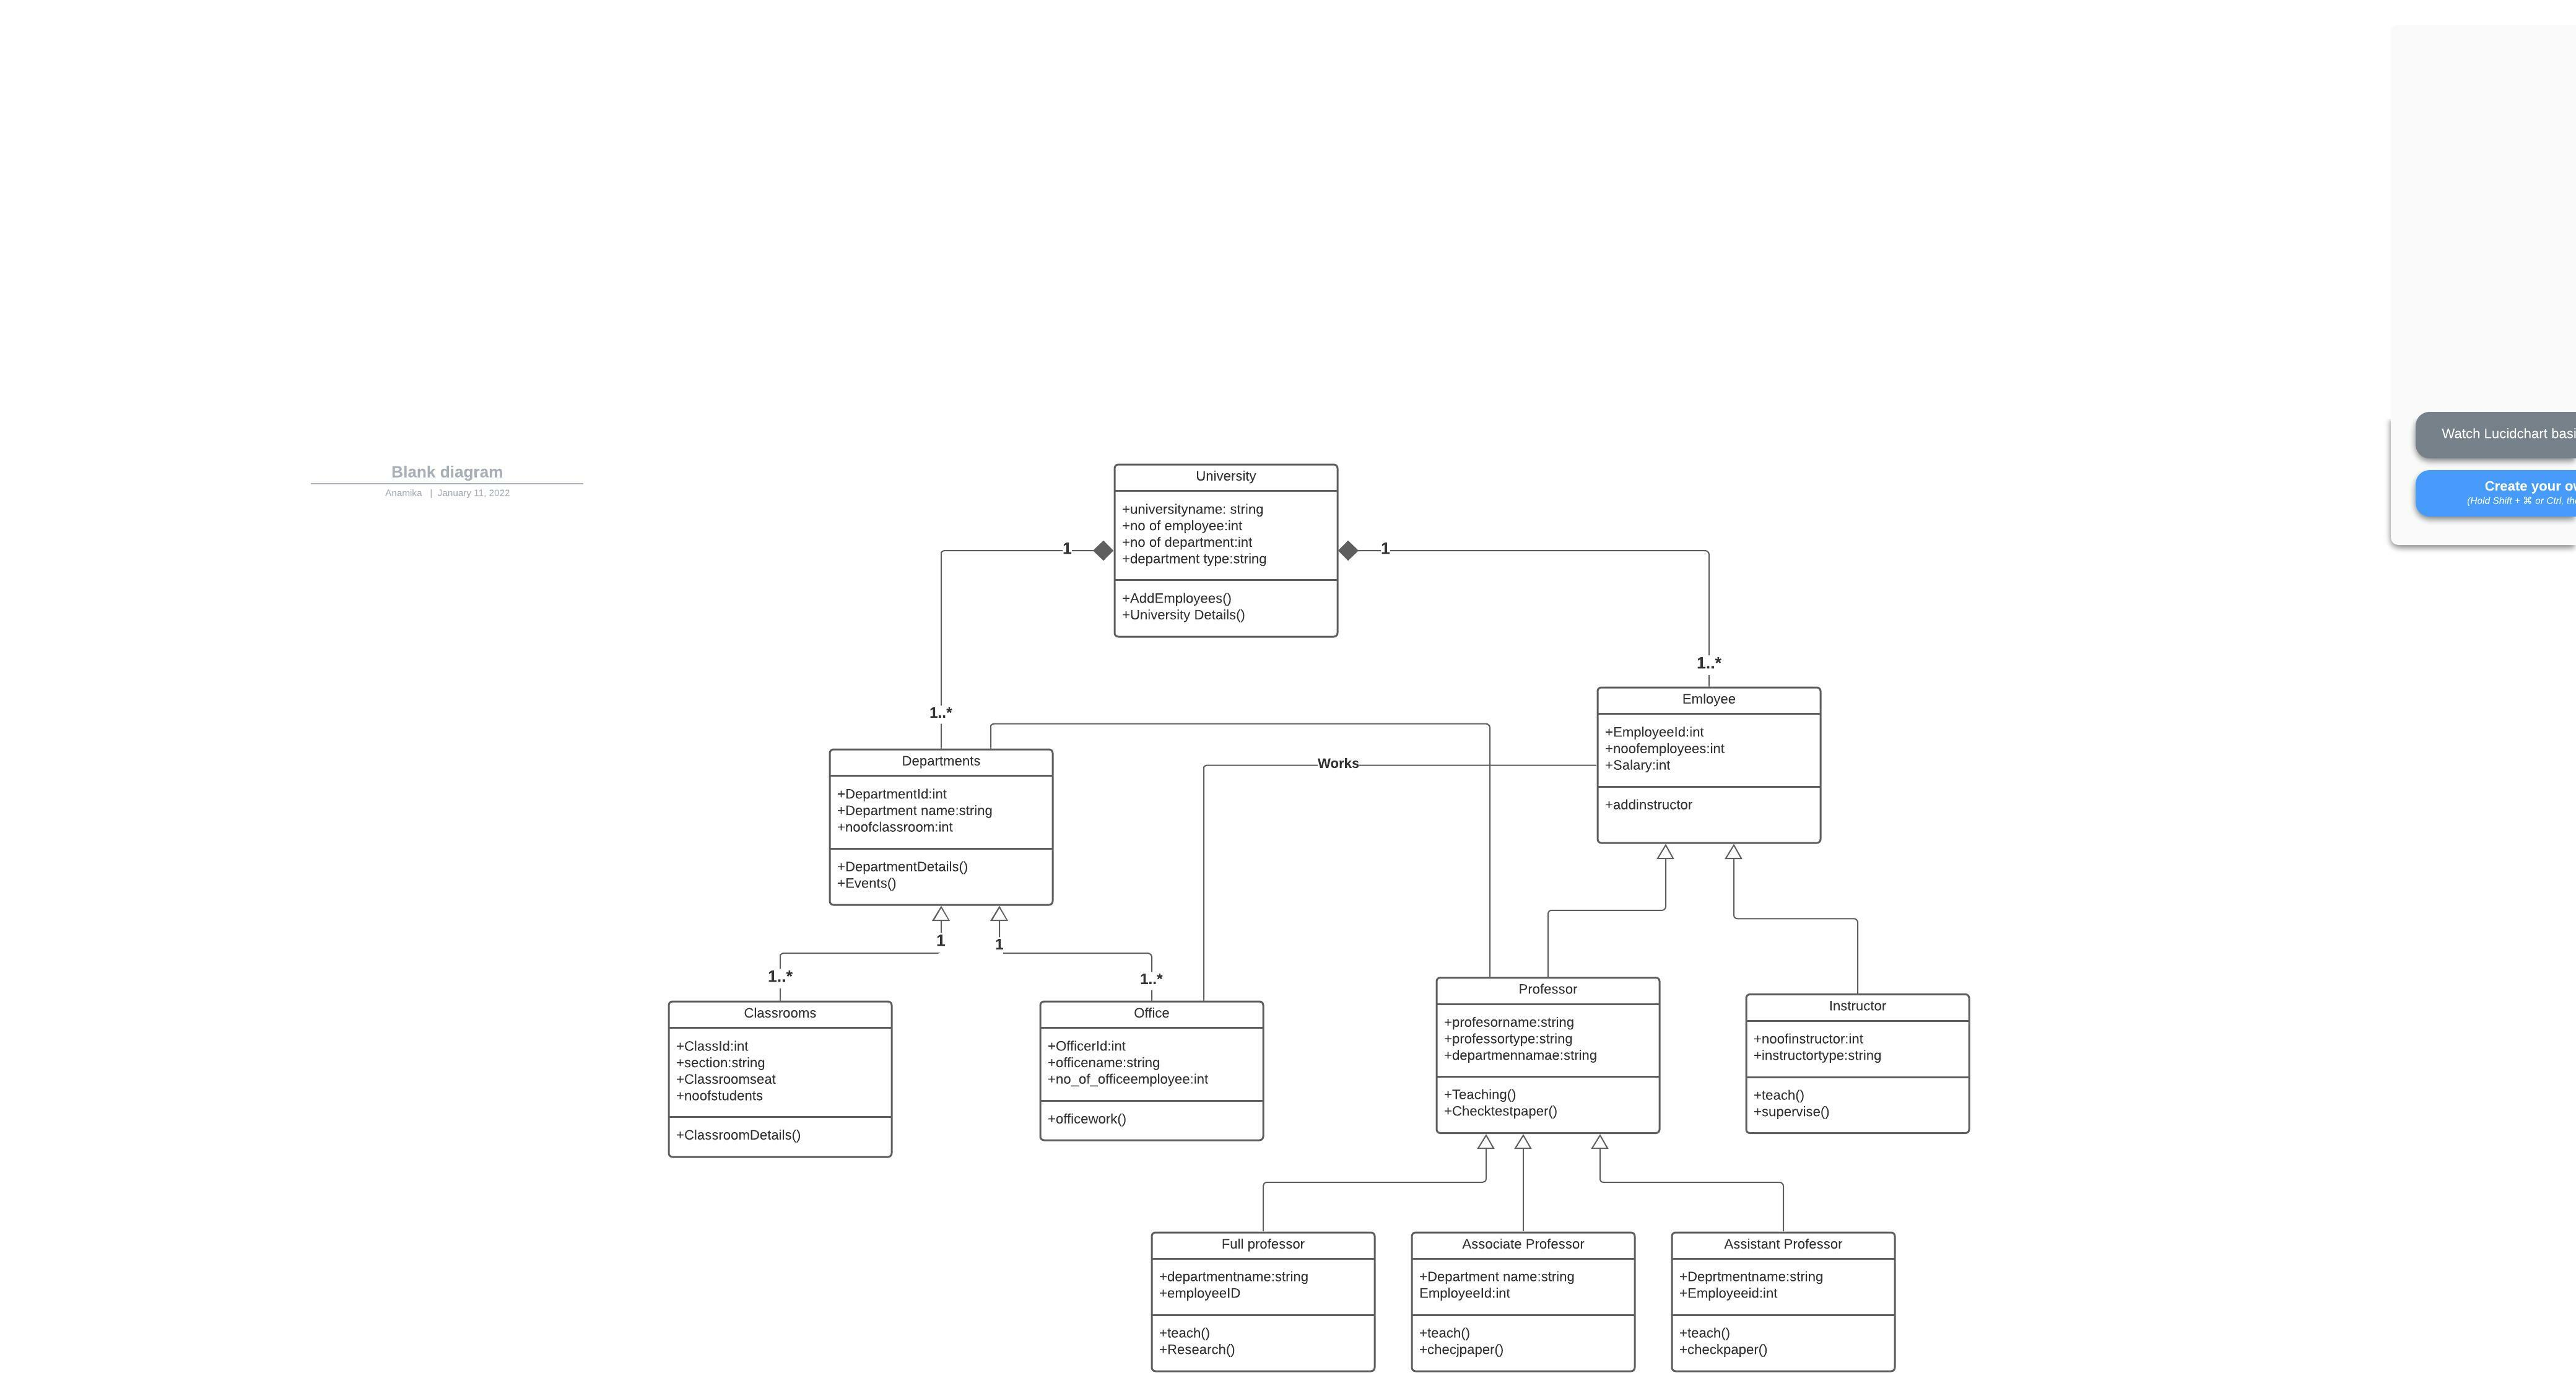 Watch Lucidchart basi
Create your o
(Hold Shift + ⌘ or Ctrl, th
Blank diagram
Anamika | January 11, 2022
University
+universityname: string
+no of employee:int
+no of department:int
+department type:string
+AddEmployees()
+University Details()
1
1
1..*
1..*
Emloyee
+EmployeeId:int
+noofemployees:int
+Salary:int
+addinstructor
Works
Departments
+DepartmentId:int
+Department name:string
+noofclassroom:int
+DepartmentDetails()
+Events()
1
1
1..*
1..*
Classrooms
+ClassId:int
+section:string
+Classroomseat
+noofstudents
+ClassroomDetails()
Office
+OfficerId:int
+officename:string
+no_of_officeemployee:int
+officework()
Professor
+profesorname:string
+professortype:string
+departmennamae:string
+Teaching()
+Checktestpaper()
Instructor
+noofinstructor:int
+instructortype:string
+teach()
+supervise()
Full professor
+departmentname:string
+employeeID
+teach()
+Research()
Associate Professor
+Department name:string
EmployeeId:int
+teach()
+checjpaper()
Assistant Professor
+Deprtmentname:string
+Employeeid:int
+teach()
+checkpaper()